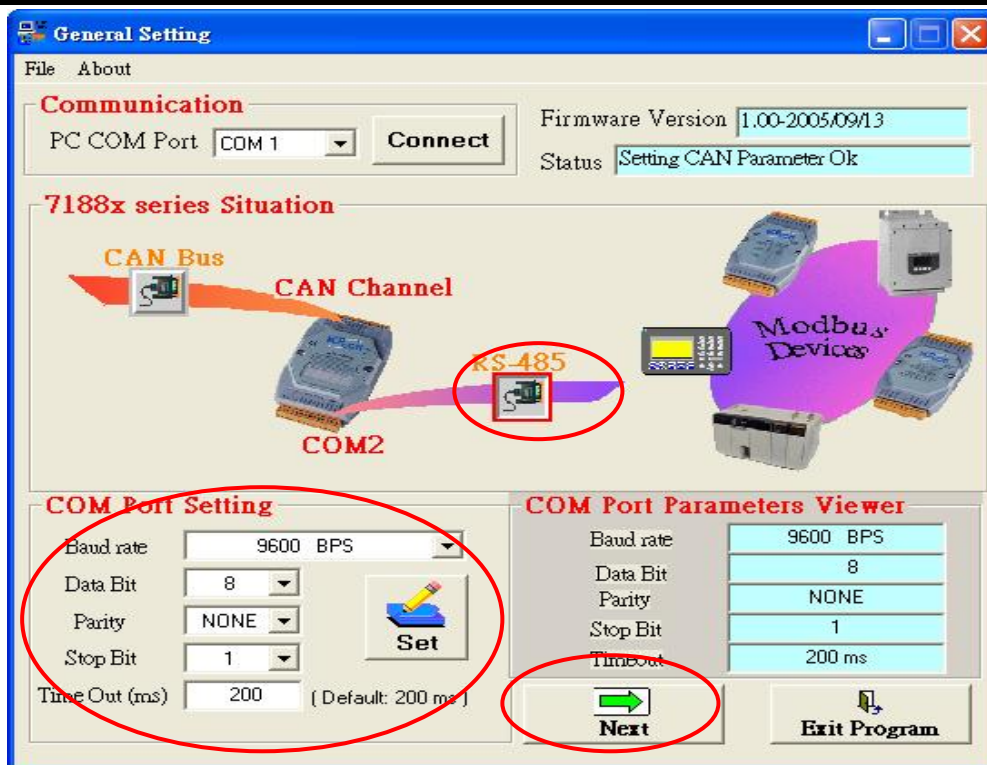 General Setting
File About
Communication
PC COM Port COM 1 Connect
Firmware Version 1.00-2005/09/13
Status Setting CAN Parameter Ok
7188x series Situation
CAN Bus
CAN Channel
RS-485
COM2
Modbus
Devices
COM Port Setting
Baud rate 9600 BPS
Data Bit 8
Parity NONE
Stop Bit 1
Set
Time Out (ms) 200 ( Default: 200 ms )
COM Port Parameters Viewer
Baud rate 9600 BPS
Data Bit 8
Parity NONE
Stop Bit 1
Timeout 200 ms
Next
Exit Program